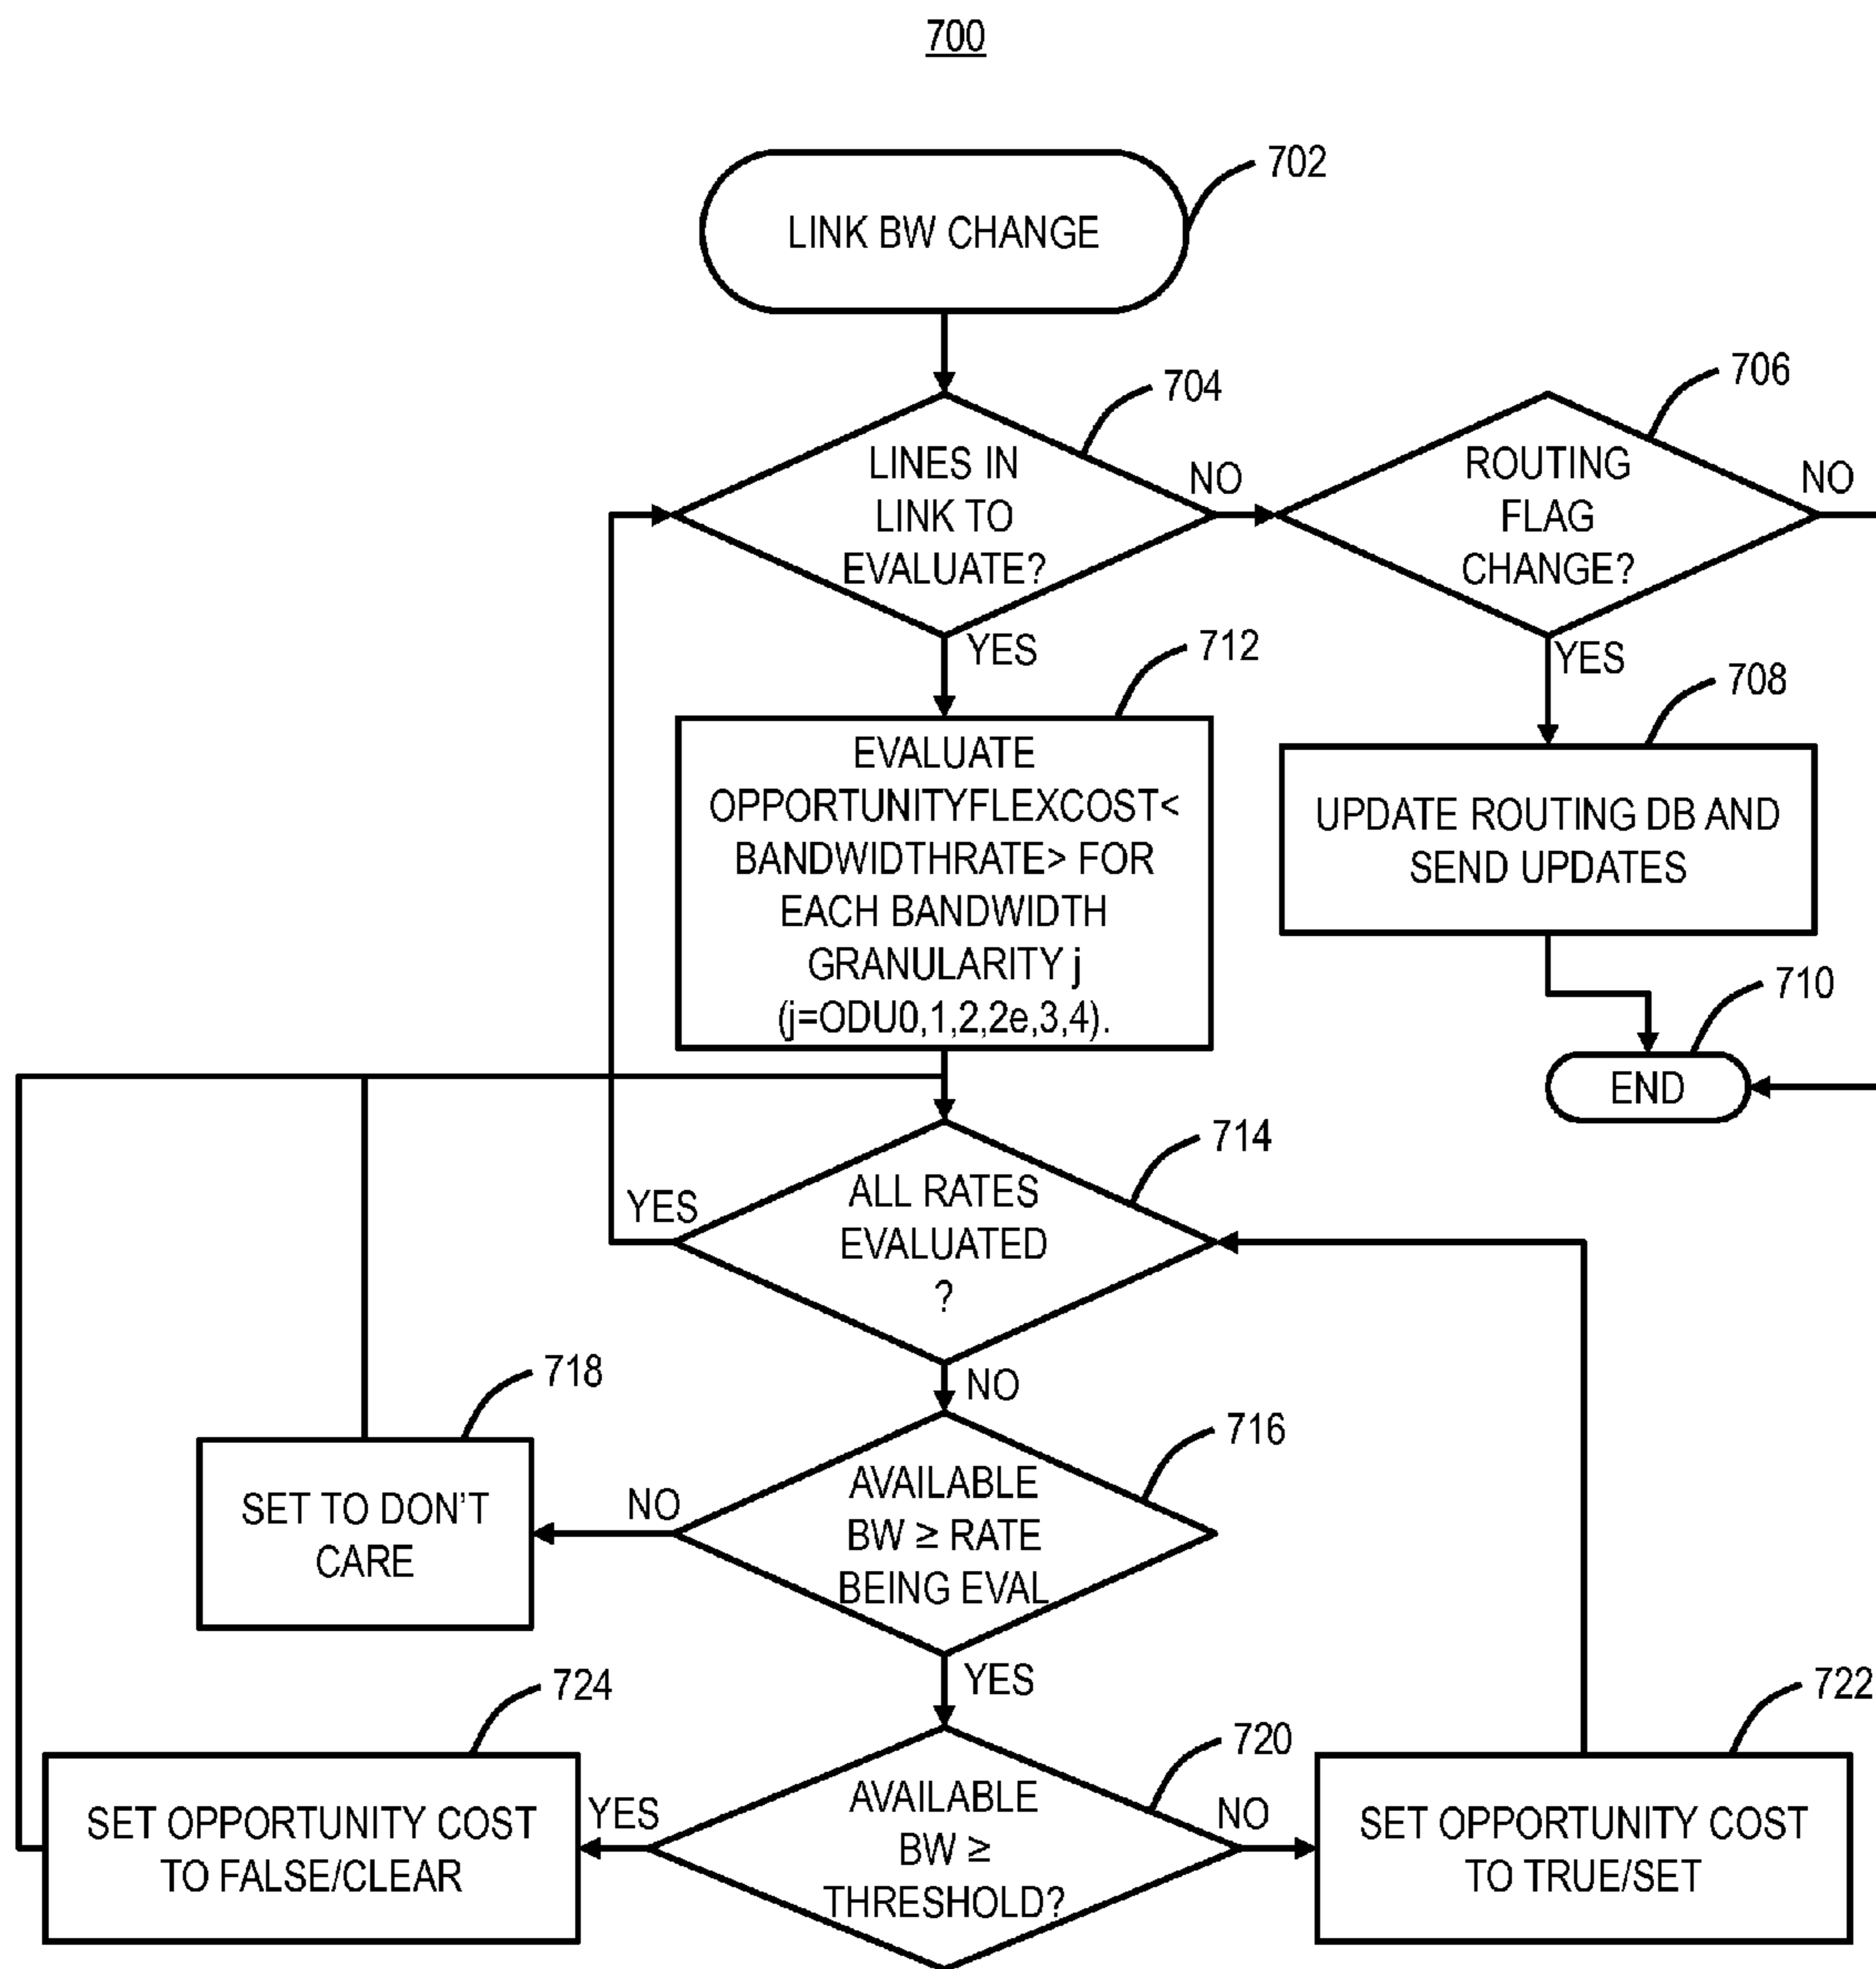 700
702
LINK BW CHANGE
704
LINES IN
LINK TO
EVALUATE?
NO
YES
706
ROUTING
FLAG
CHANGE?
NO
YES
708
UPDATE ROUTING DB AND
SEND UPDATES
710
END
712
EVALUATE
OPPORTUNITYFLEXCOST<
BANDWIDTHRATE> FOR
EACH BANDWIDTH
GRANULARITY j
(j=ODU0,1,2,2e,3,4).
714
ALL RATES
EVALUATED
?
YES
NO
716
AVAILABLE
BW ≥ RATE
BEING EVAL
NO
YES
718
SET TO DON'T
CARE
720
AVAILABLE
BW ≥
THRESHOLD?
YES
NO
722
SET OPPORTUNITY COST
TO TRUE/SET
724
SET OPPORTUNITY COST
TO FALSE/CLEAR